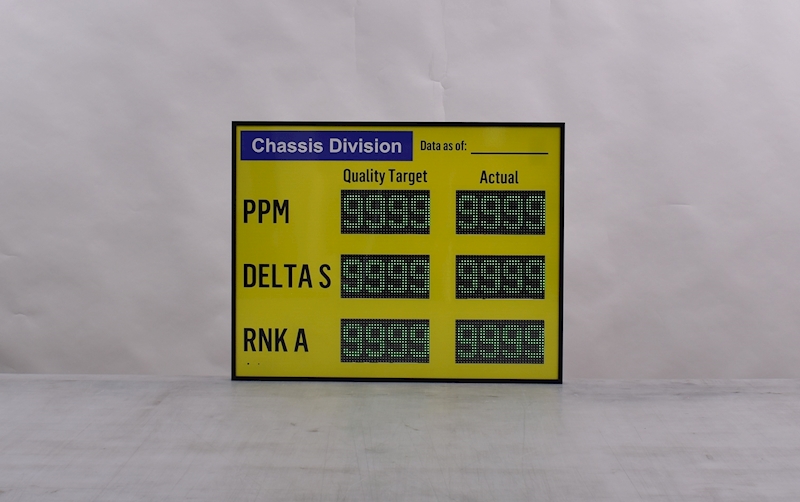 Chassis Division Data as of:
Quality Target Actual
PPM 9999 9999
DELTA S 9999 9999
RNK A 9999 9999